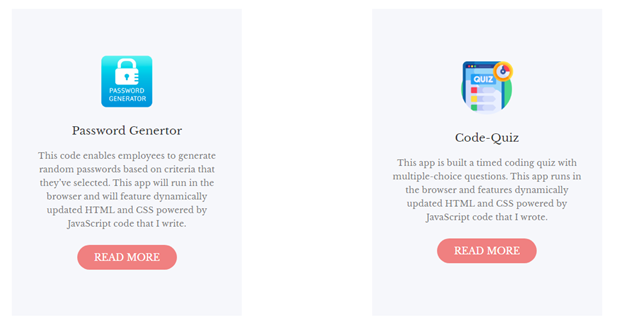 PASSWORD
GENERATOR
Password Genertor
This code enables employees to generate
random passwords based on criteria that
they've selected. This app will run in the
browser and will feature dynamically
updated HTML and CSS powered by
JavaScript code that I write.
READ MORE
QUIZ
Code-Quiz
This app is built a timed coding quiz with
multiple-choice questions. This app runs in
the browser and features dynamically
updated HTML and CSS powered by
JavaScript code that I wrote.
READ MORE